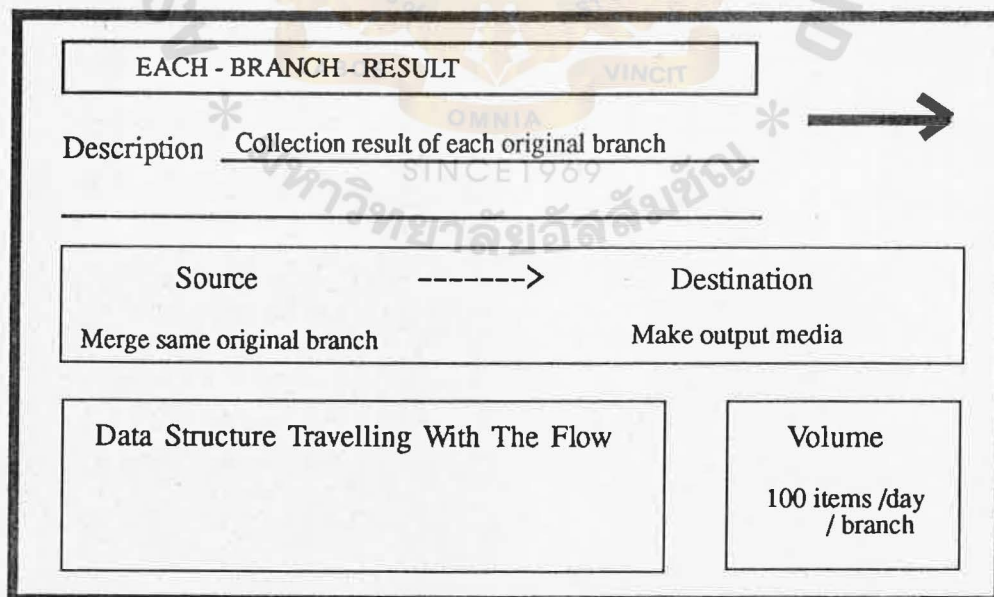 VINCIT
EACH - BRANCH - RESULT
OMNIA
Description Collection result of each original branch
SINCE1969
Source -------> Destination
Merge same original branch Make output media
Data Structure Travelling With The Flow
Volume
100 items /day
/ branch